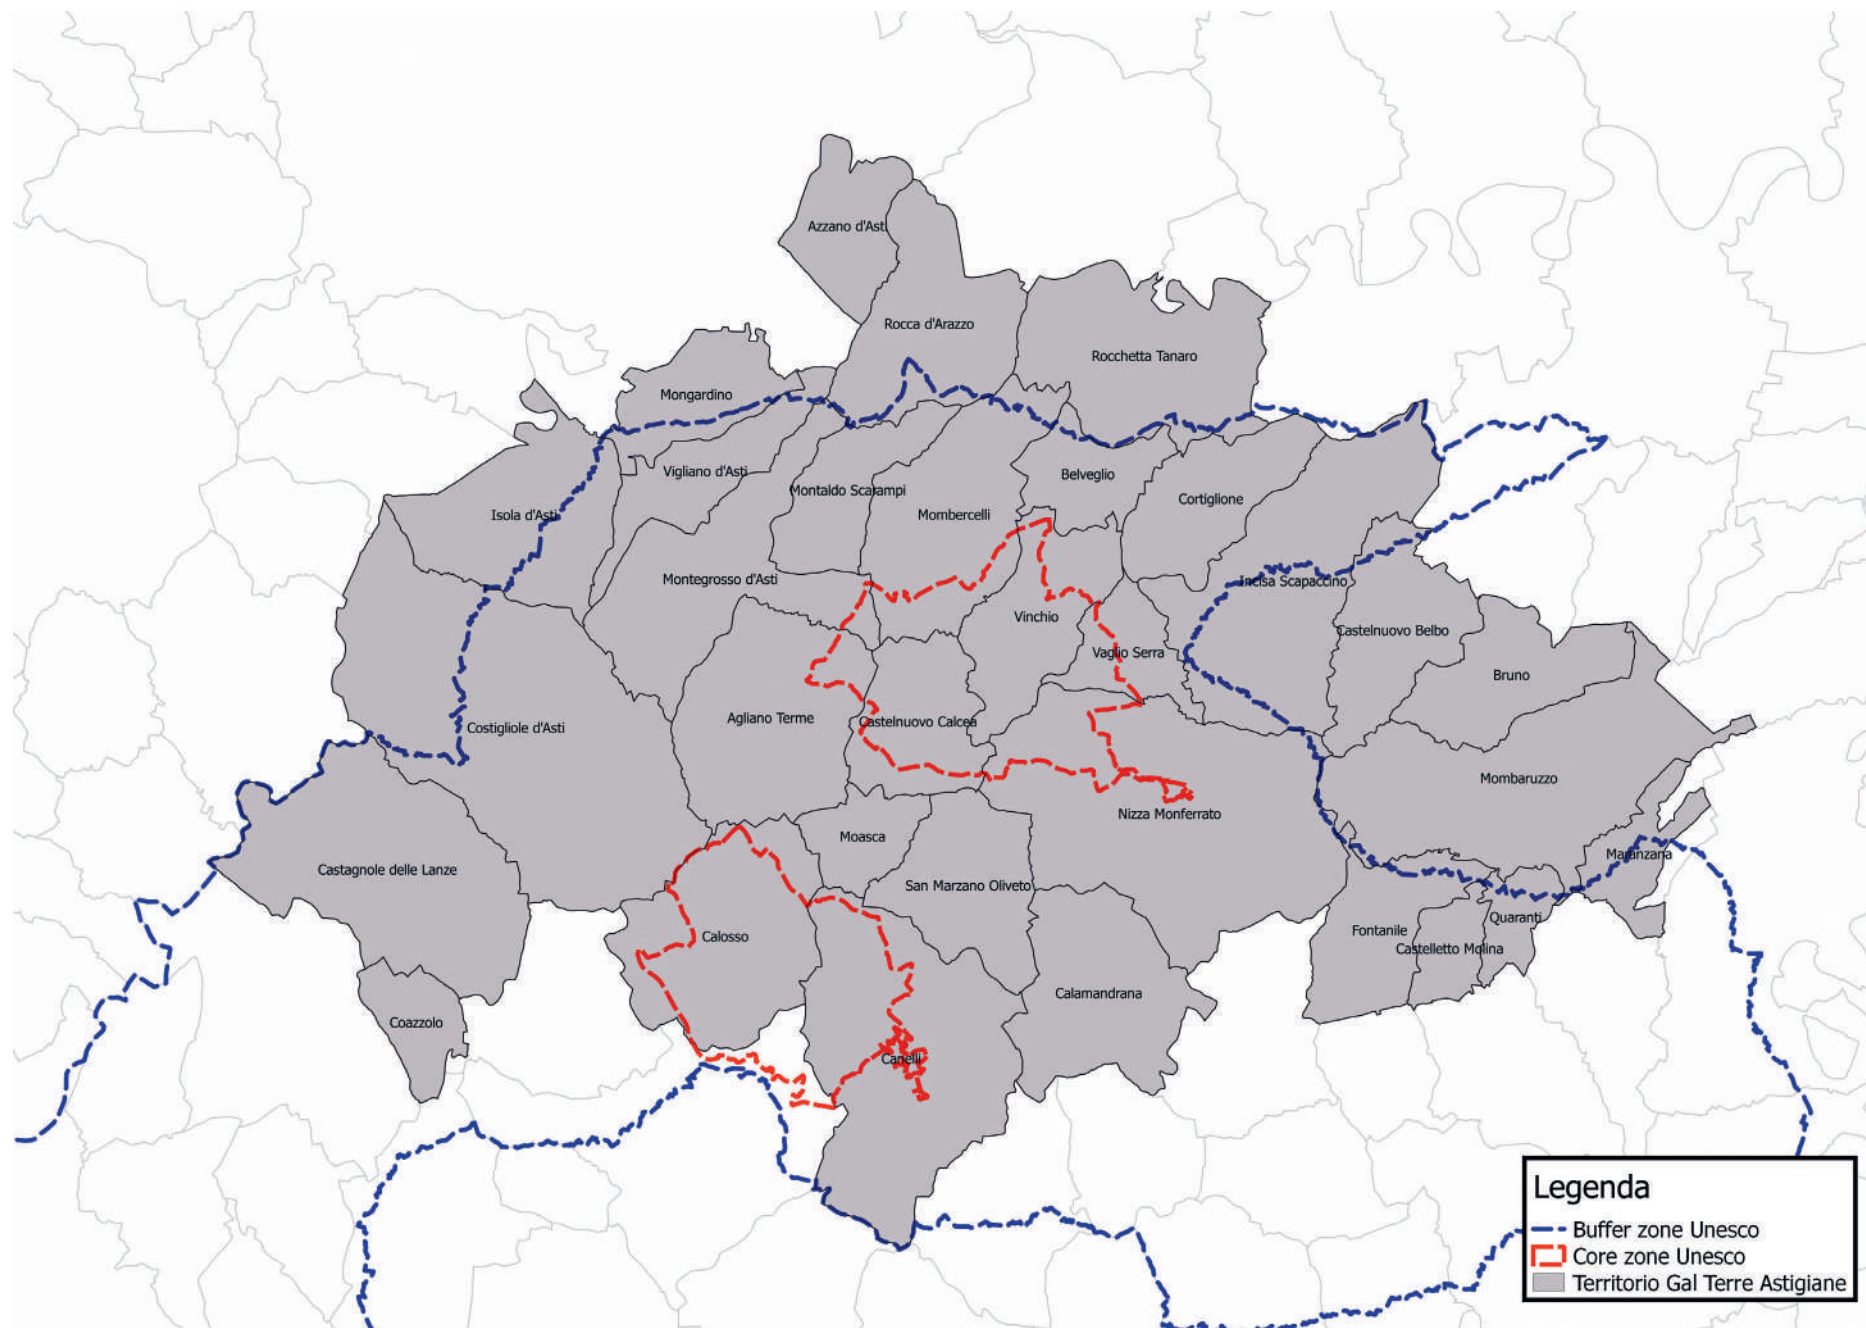 Azzano d'Asti
Rocca d'Arazzo
Rocchetta Tanaro
Mongardino
Vigliano d'Asti
Belveglio
Montaldo Scarampi
Cortiglione
Isola d'Asti
Mombercelli
Montegrosso d'Asti
Incisa Scapaccino
Vinchio
Castelnuovo Belbo
Vaglio Serra
Bruno
Agliano Terme
Castelnuovo Calcea
Costigliole d'Asti
Mombaruzzo
Nizza Monferrato
Moasca
Maranzana
Castagnole delle Lanze
San Marzano Oliveto
Quaranti
Fontanile
Calosso
Castelletto Molina
Calamandrana
Coazzolo
Canelli
Legenda
Buffer zone Unesco
Core zone Unesco
Territorio Gal Terre Astigiane